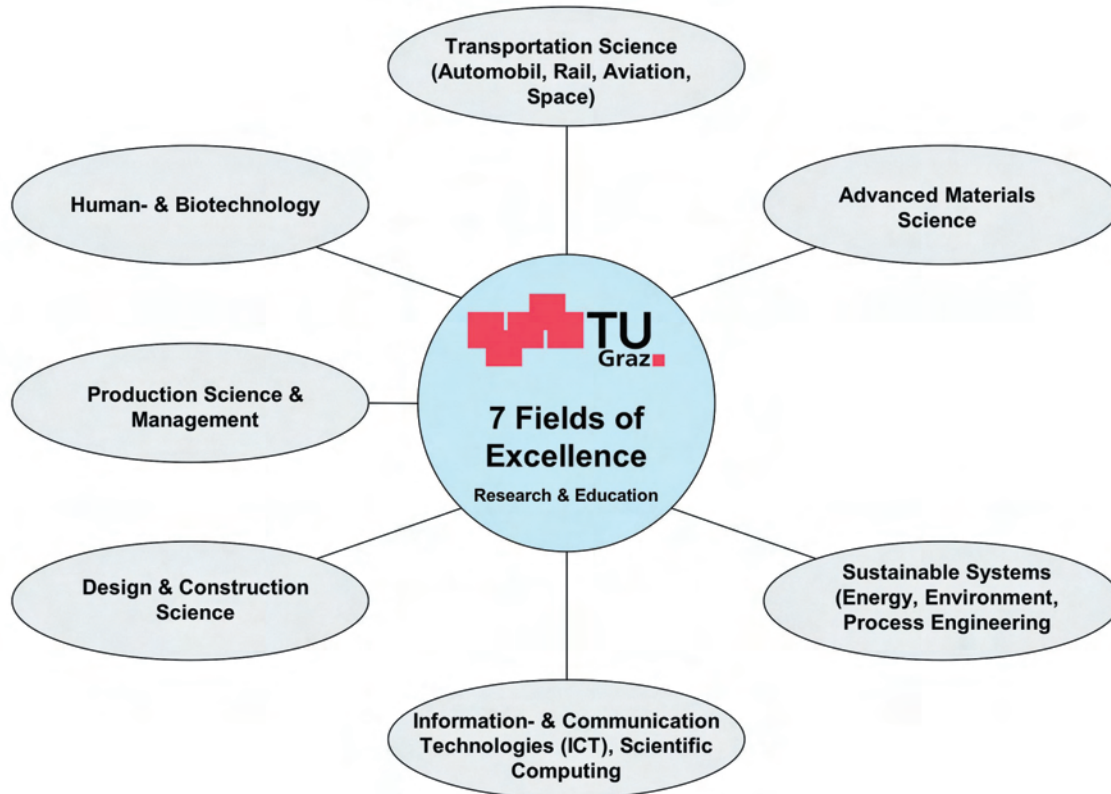 Transportation Science
(Automobil, Rail, Aviation,
Space)
Human- & Biotechnology
Advanced Materials
Science
TU
Graz
Production Science &
Management
7 Fields of
Excellence
Research & Education
Design & Construction
Science
Sustainable Systems
(Energy, Environment,
Process Engineering
Information- & Communication
Technologies (ICT), Scientific
Computing